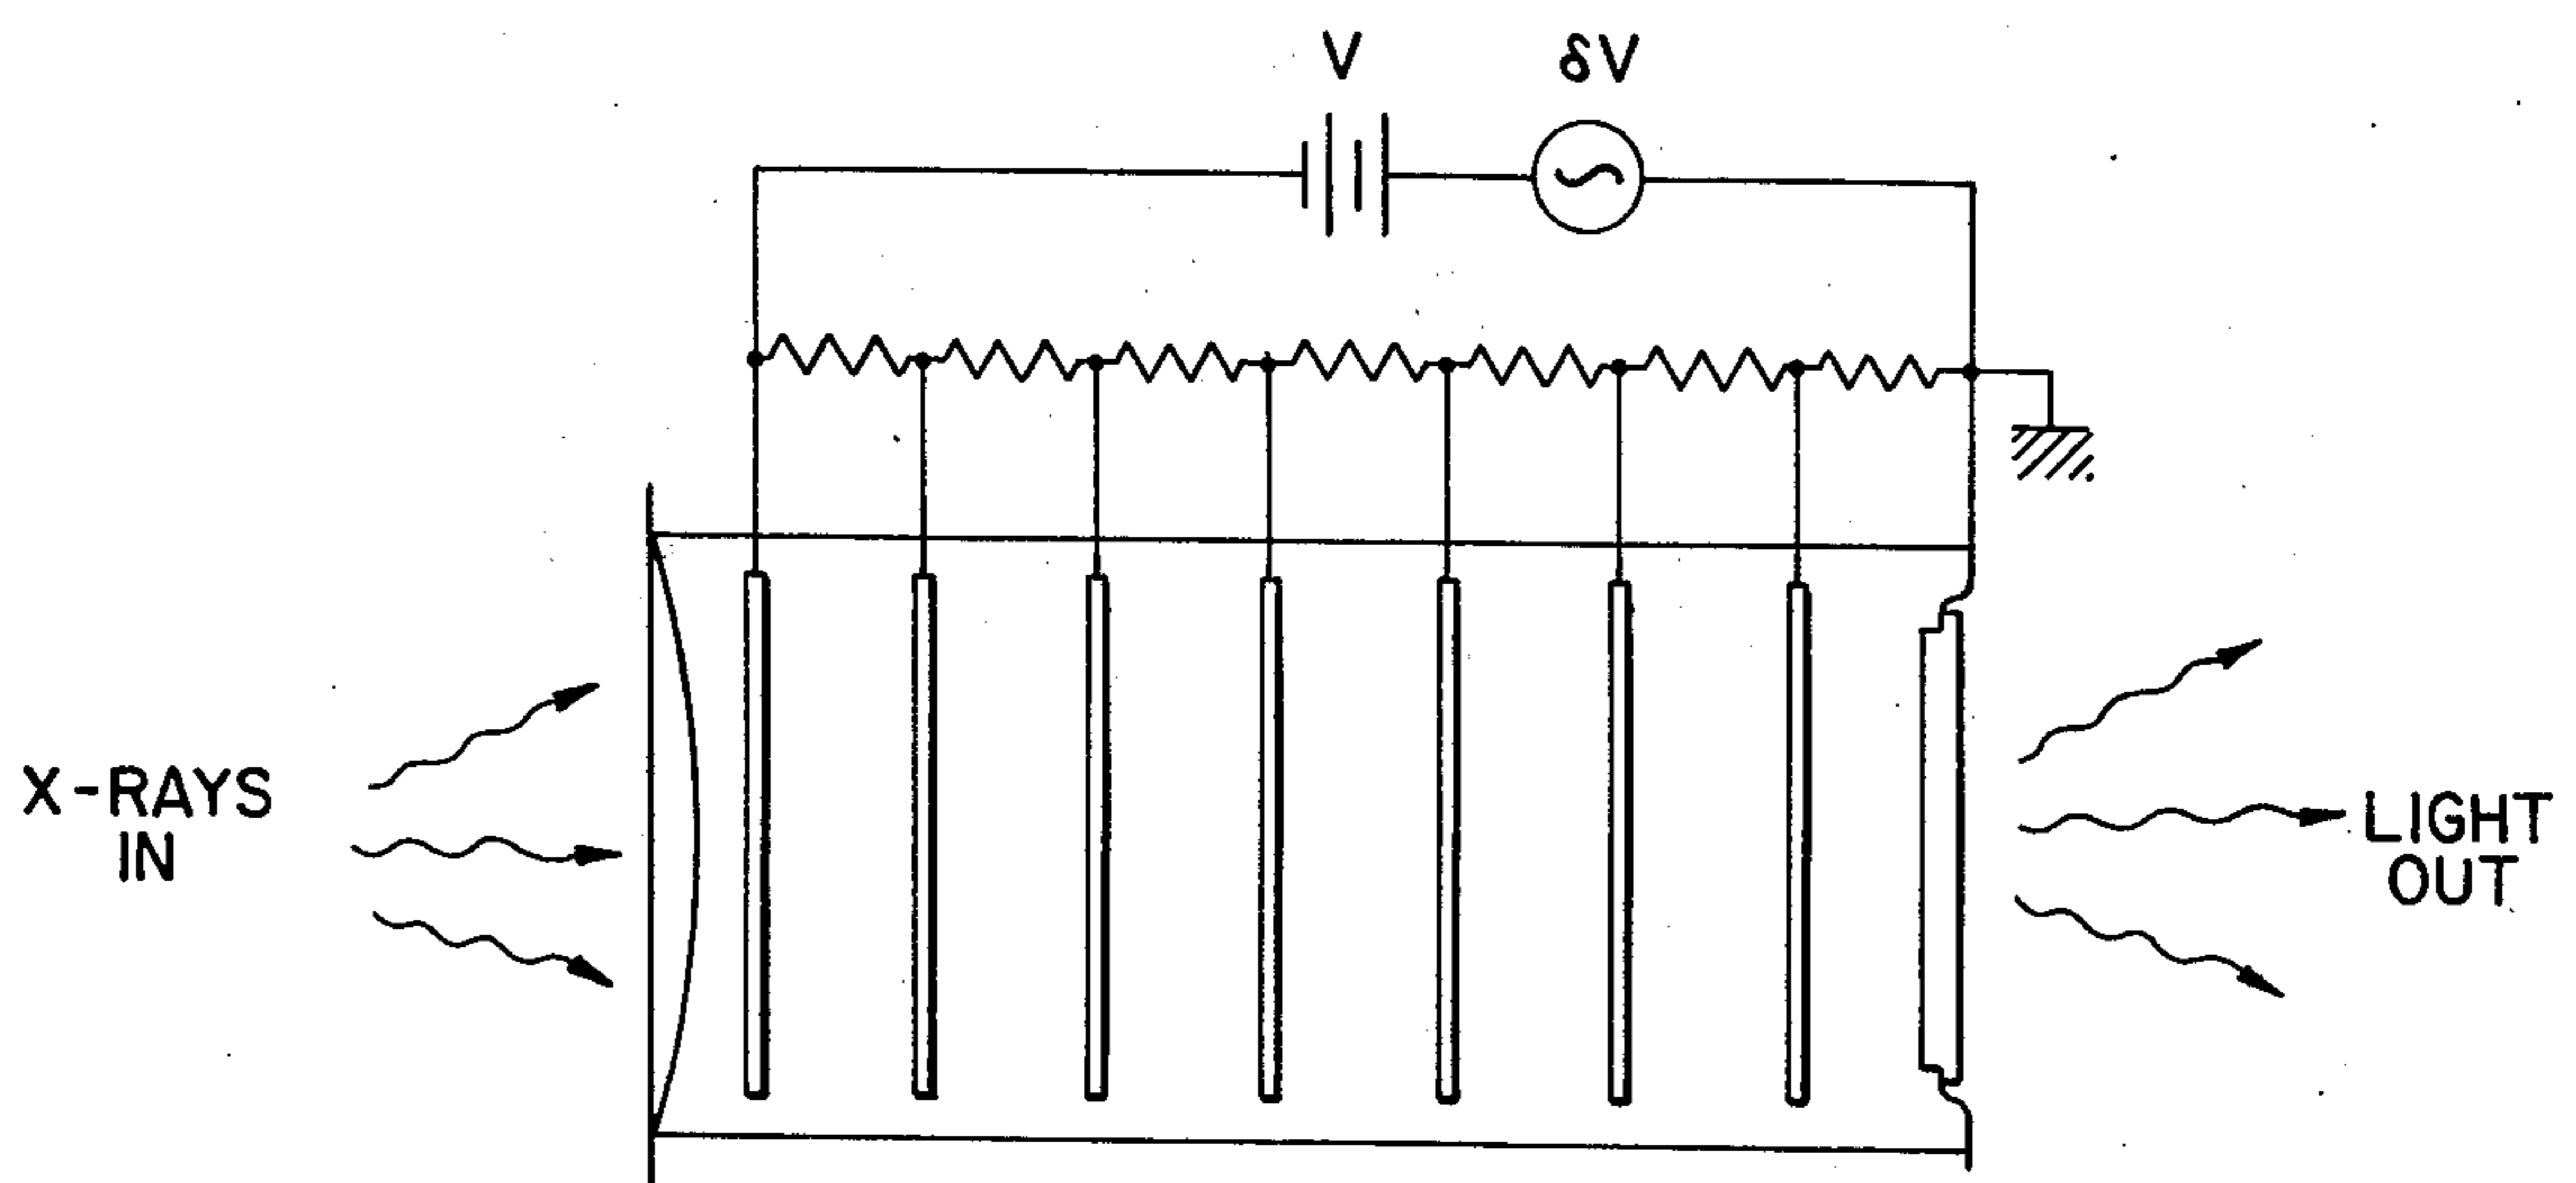 V
δV
X-RAYS
IN
LIGHT
OUT